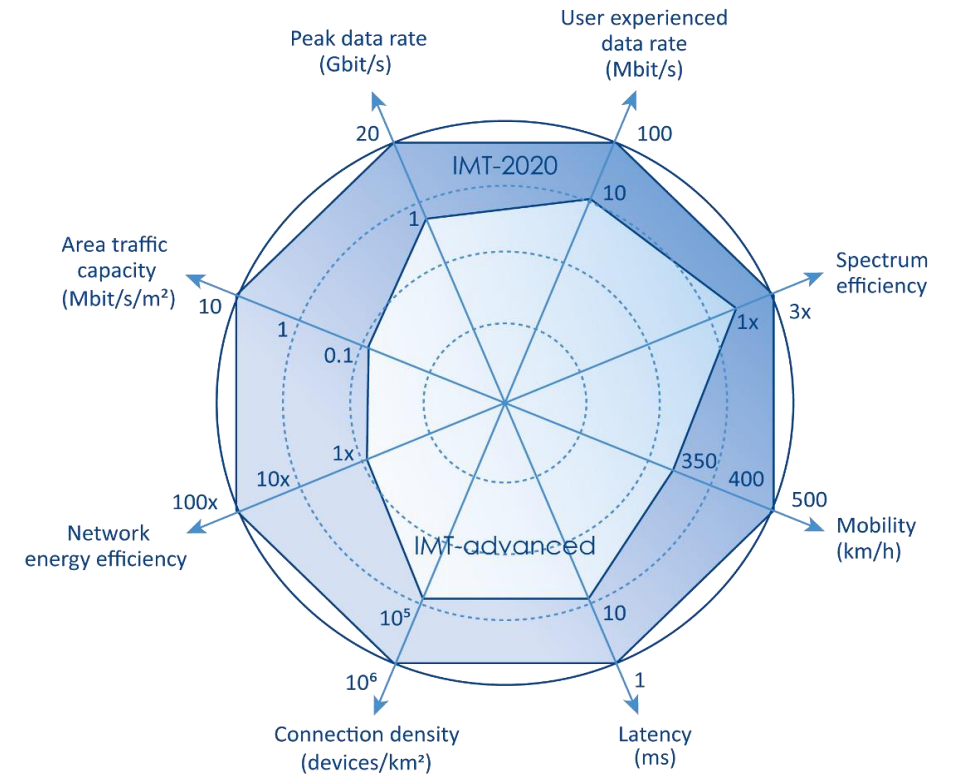 User experienced
data rate
(Mbit/s)
Peak data rate
(Gbit/s)
20
100
IMT-2020
10
1
Area traffic
capacity
(Mbit/s/m²)
Spectrum
efficiency
10
1
0.1
1x
3x
1x
10x
100x
350
400
500
Network
energy efficiency
Mobility
(km/h)
IMT-advanced
10⁵
10
10⁶
1
Connection density
(devices/km²)
Latency
(ms)